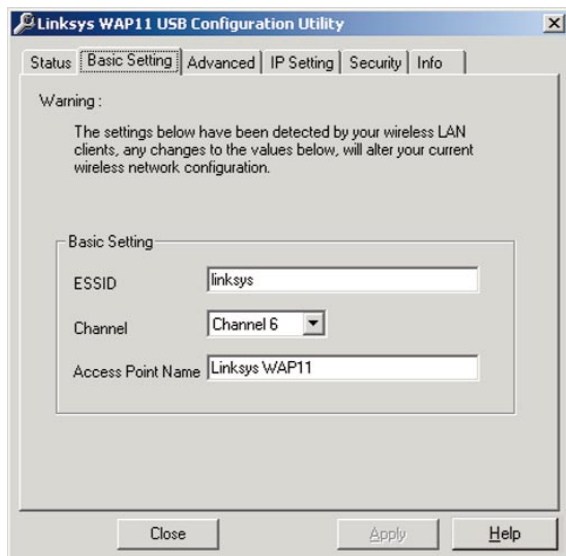 Linksys WAP11 USB Configuration Utility
Status Basic Setting Advanced IP Setting Security Info
Warning :
The settings below have been detected by your wireless LAN
clients, any changes to the values below, will alter your current
wireless network configuration.
Basic Setting
ESSID linksys
Channel Channel 6
Access Point Name Linksys WAP11
Close Apply Help